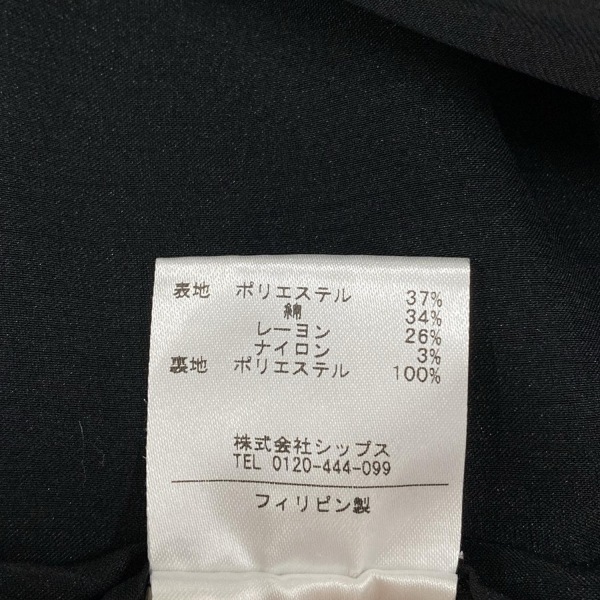 表地 ポリエステル 37%
綿 34%
レーヨン 26%
ナイロン 3%
裏地 ポリエステル 100%
株式会社シップス
TEL 0120-444-099
フィリピン製